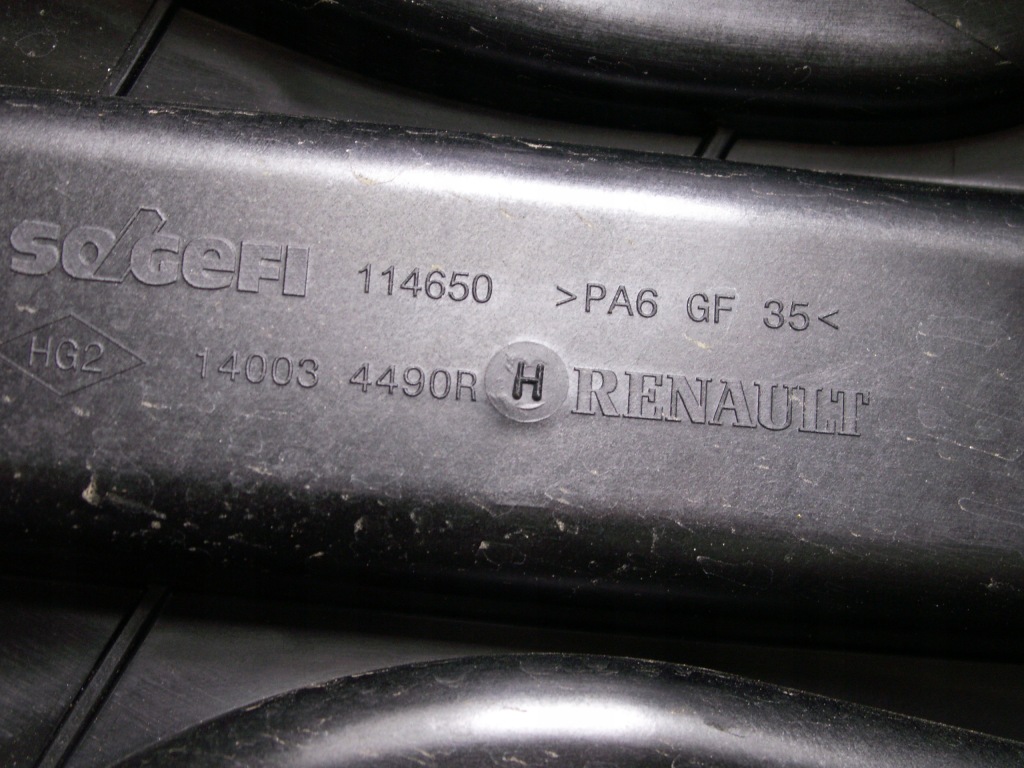 SOGEFI 114650 >PA6 GF 35<
HG2 14003 4490R H RENAULT